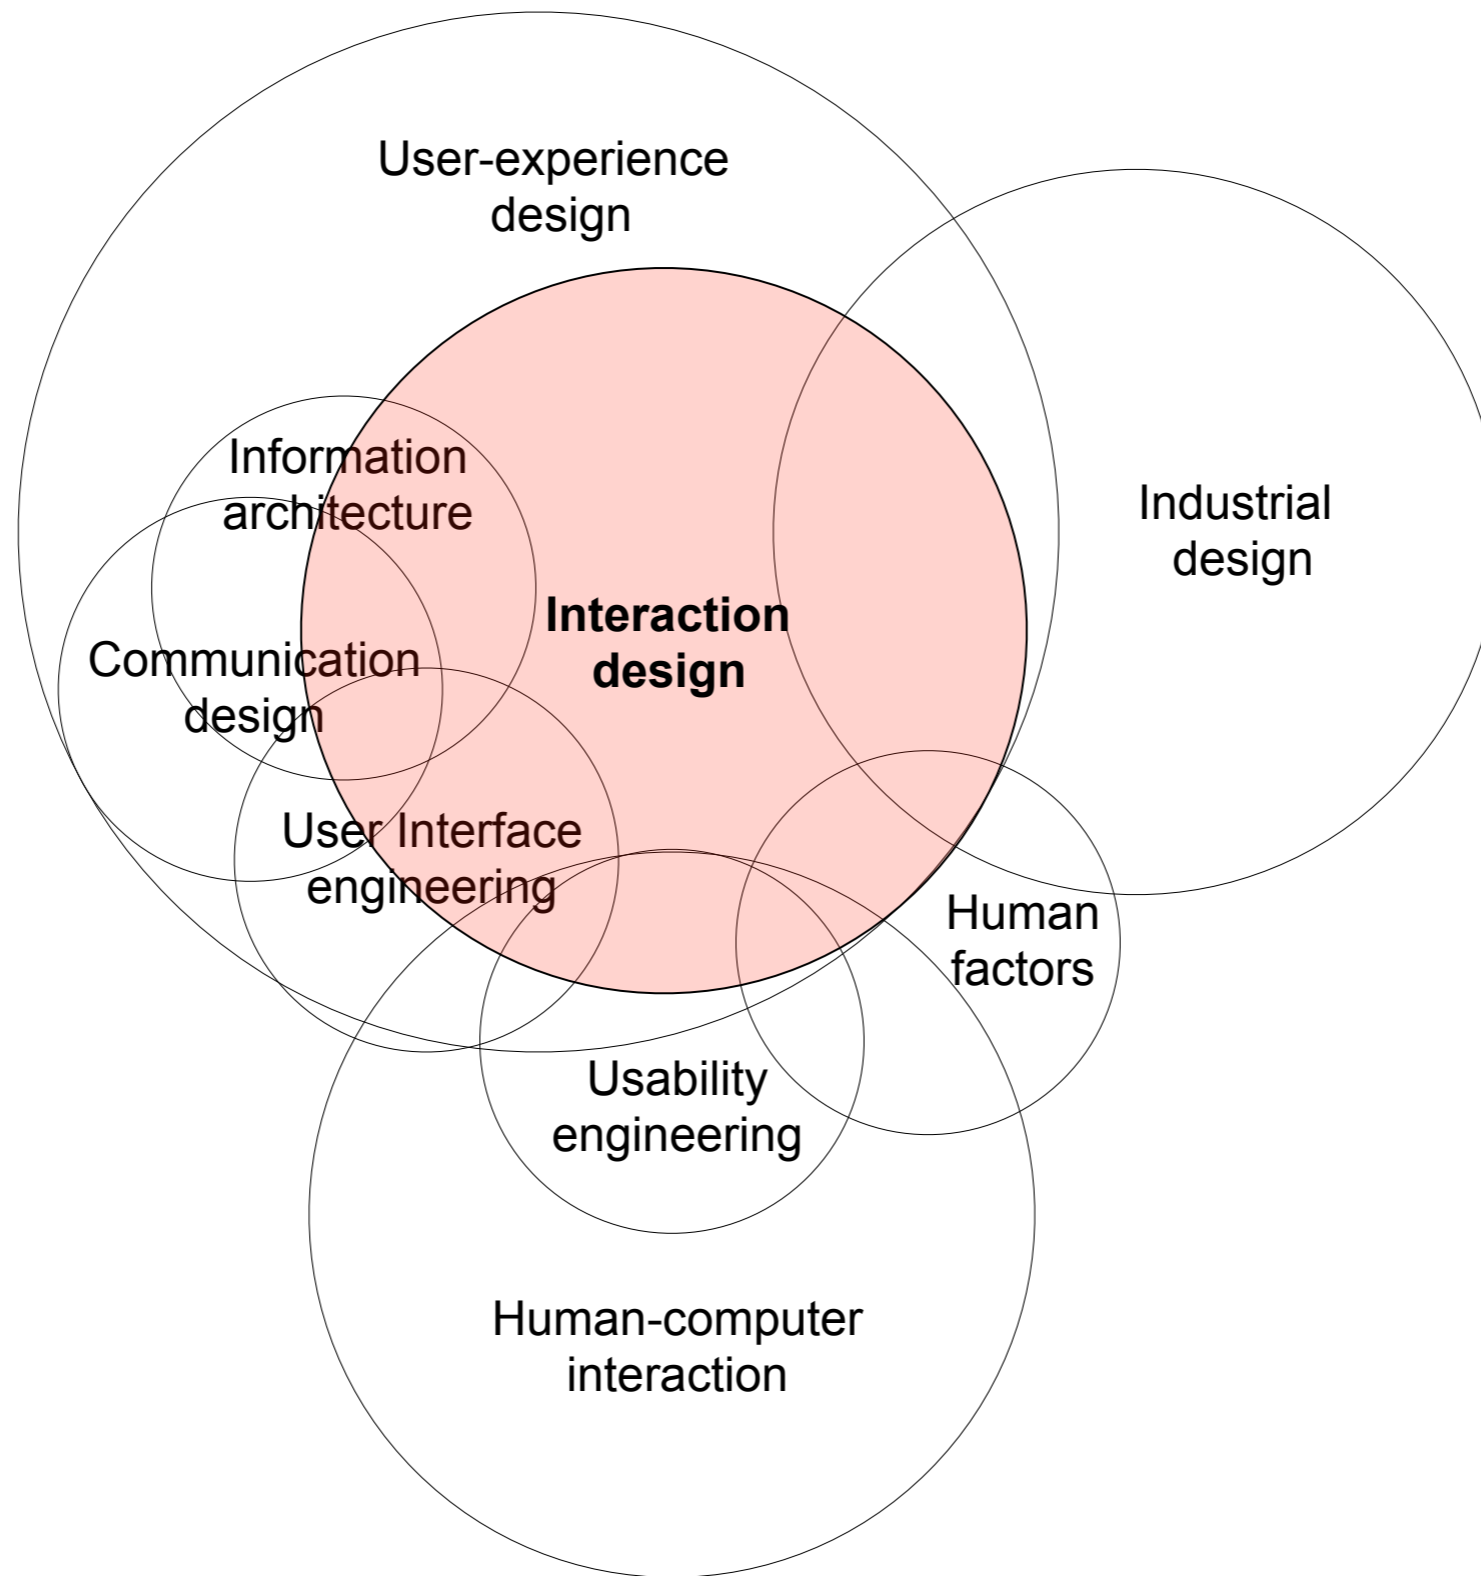 User-experience
design
Information
architecture
Industrial
design
Interaction
design
Communication
design
User Interface
engineering
Human
factors
Usability
engineering
Human-computer
interaction